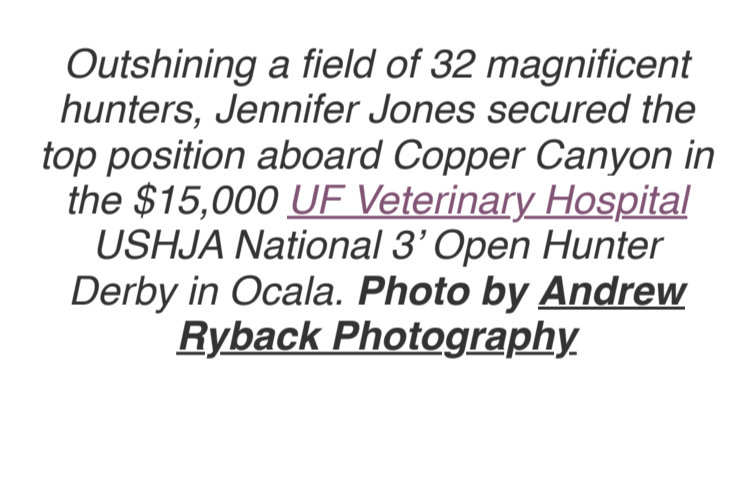 Outshining a field of 32 magnificent
hunters, Jennifer Jones secured the
top position aboard Copper Canyon in
the $15,000 UF Veterinary Hospital
USHJA National 3’ Open Hunter
Derby in Ocala. Photo by Andrew
Ryback Photography